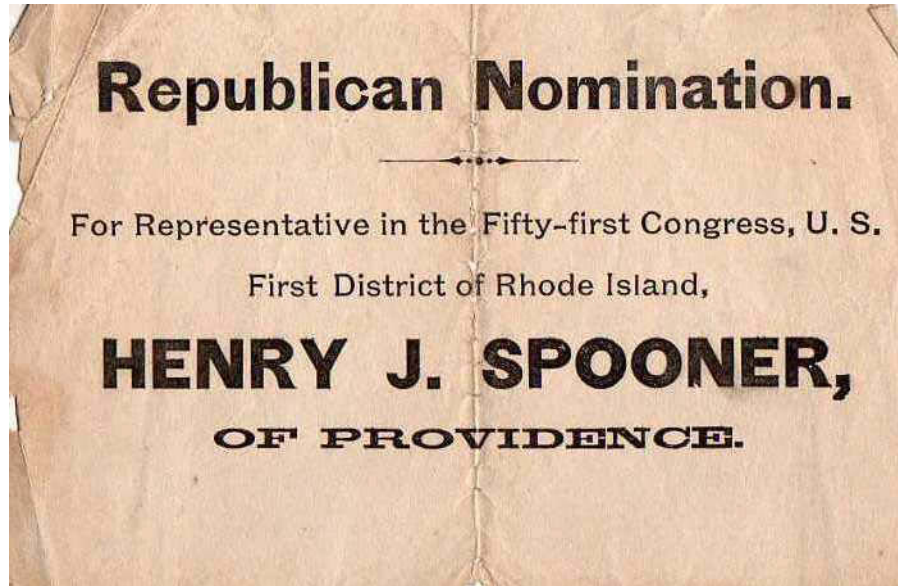 Republican Nomination.
For Representative in the Fifty-first Congress, U. S.
First District of Rhode Island,
HENRY J. SPOONER,
OF PROVIDENCE.